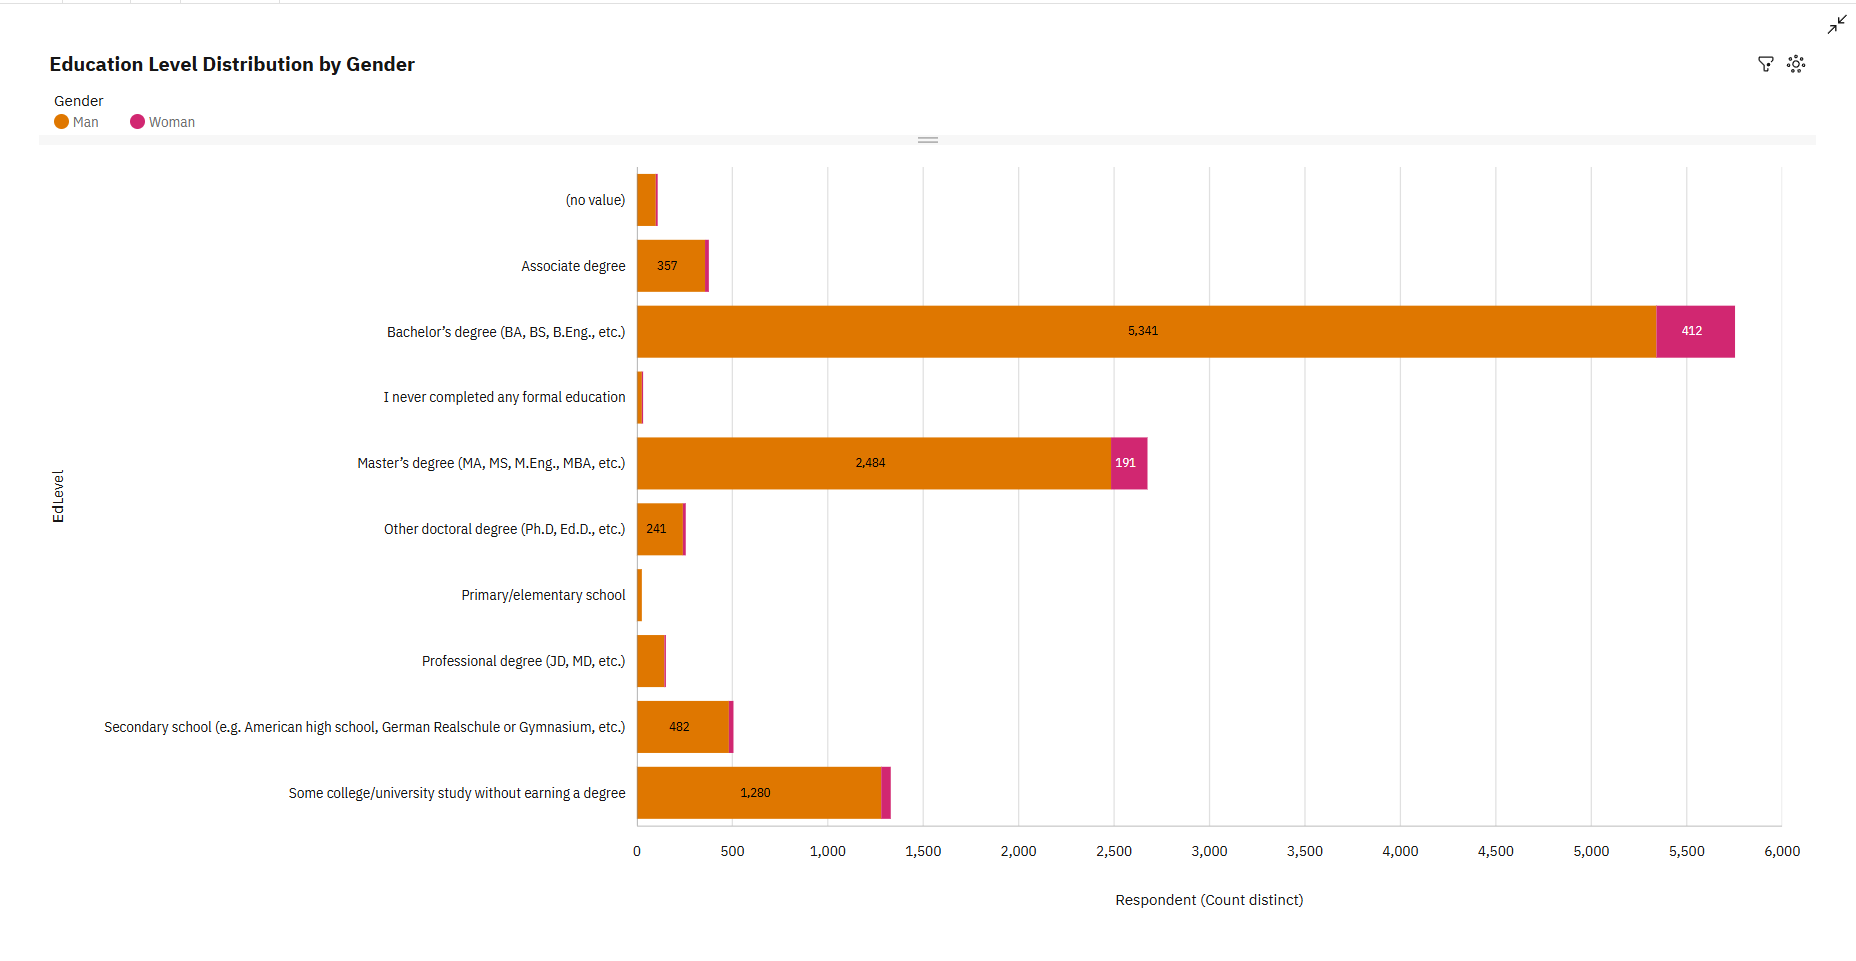 Education Level Distribution by Gender
Gender
Man Woman
(no value)
Associate degree 357
Bachelor’s degree (BA, BS, B.Eng., etc.) 5,341 412
I never completed any formal education
Master’s degree (MA, MS, M.Eng., MBA, etc.) 2,484 191
Other doctoral degree (Ph.D, Ed.D., etc.) 241
Primary/elementary school
Professional degree (JD, MD, etc.)
Secondary school (e.g. American high school, German Realschule or Gymnasium, etc.) 482
Some college/university study without earning a degree 1,280
EdLevel
0 500 1,000 1,500 2,000 2,500 3,000 3,500 4,000 4,500 5,000 5,500 6,000
Respondent (Count distinct)